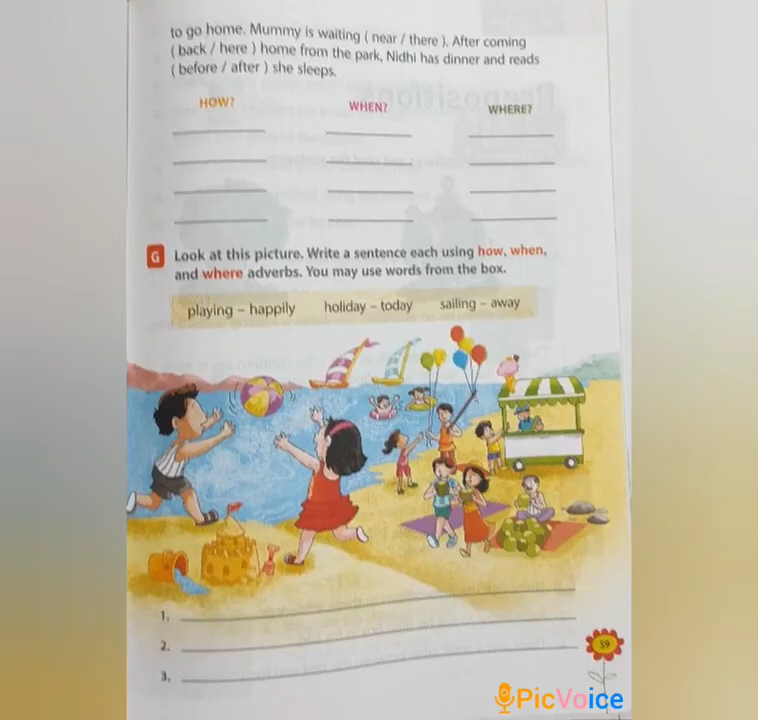 to go home. Mummy is waiting ( near / there ). After coming
( back / here ) home from the park, Nidhi has dinner and reads
( before / after ) she sleeps.
HOW? WHEN? WHERE?
G Look at this picture. Write a sentence each using how, when,
and where adverbs. You may use words from the box.
playing – happily holiday – today sailing – away
1.
2.
3.
59
PicVoice